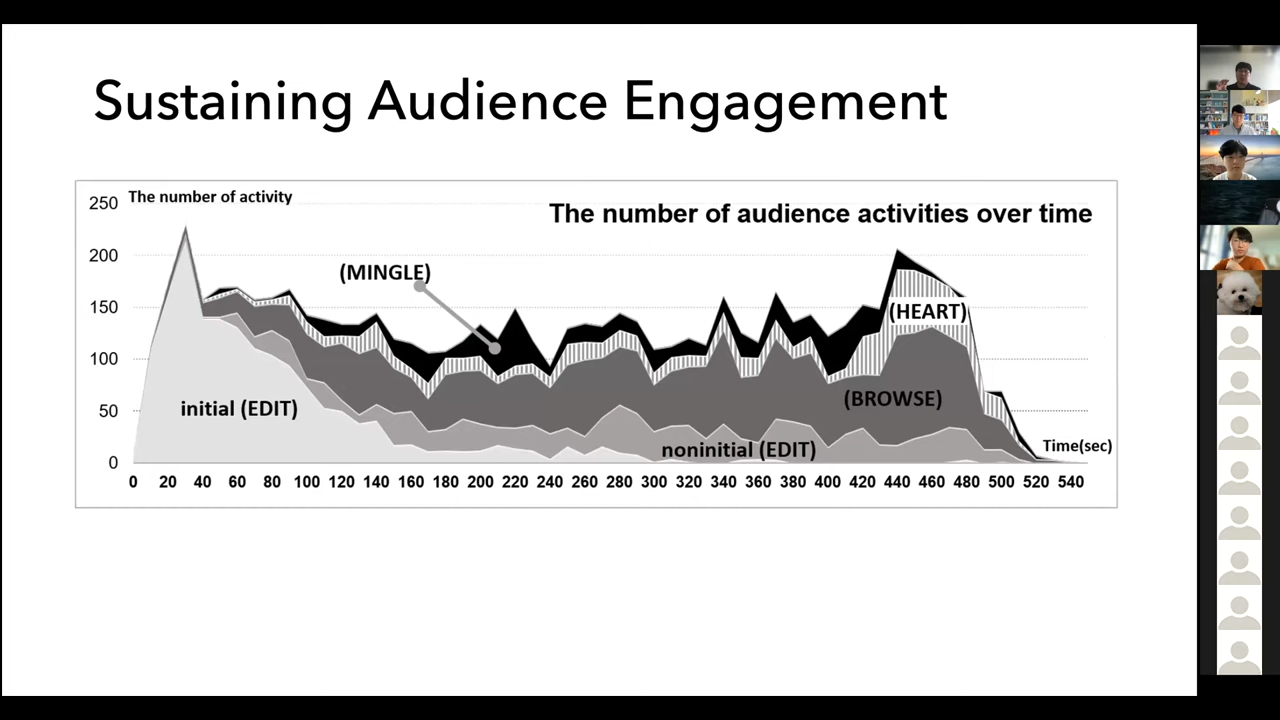 Sustaining Audience Engagement
The number of activity
The number of audience activities over time
250
200
150
100
50
0
(MINGLE)
(HEART)
(BROWSE)
initial (EDIT)
noninitial (EDIT)
Time(sec)
0 20 40 60 80 100 120 140 160 180 200 220 240 260 280 300 320 340 360 380 400 420 440 460 480 500 520 540